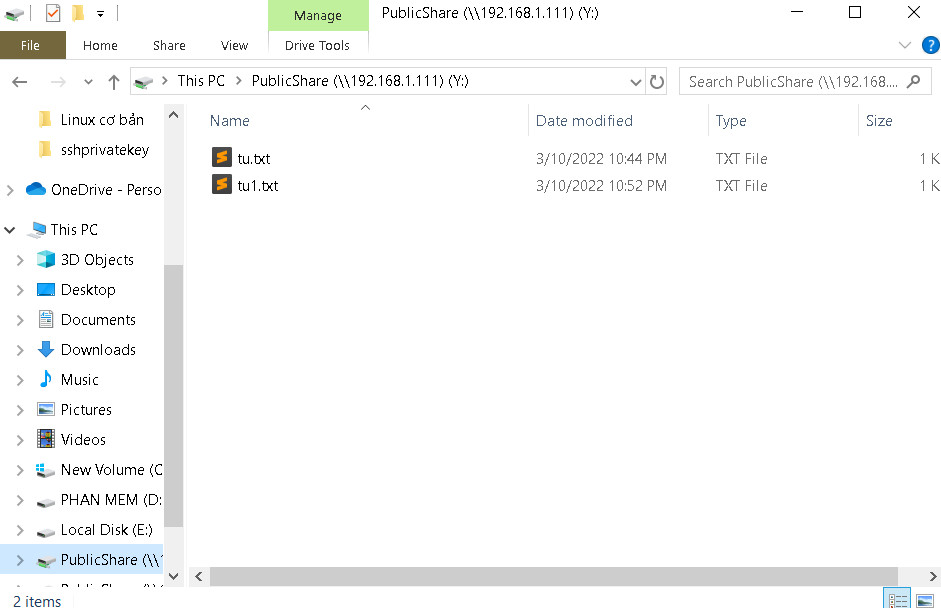 Manage
PublicShare (\\192.168.1.111) (Y:)
File
Home
Share
View
Drive Tools
This PC
PublicShare (\\192.168.1.111) (Y:)
Search PublicShare (\\192.168....
Linux cơ bản
sshprivatekey
OneDrive - Perso
This PC
3D Objects
Desktop
Documents
Downloads
Music
Pictures
Videos
New Volume (C
PHAN MEM (D:
Local Disk (E:)
PublicShare (\\1
Name
Date modified
Type
Size
tu.txt
3/10/2022 10:44 PM
TXT File
1 K
tu1.txt
3/10/2022 10:52 PM
TXT File
1 K
2 items